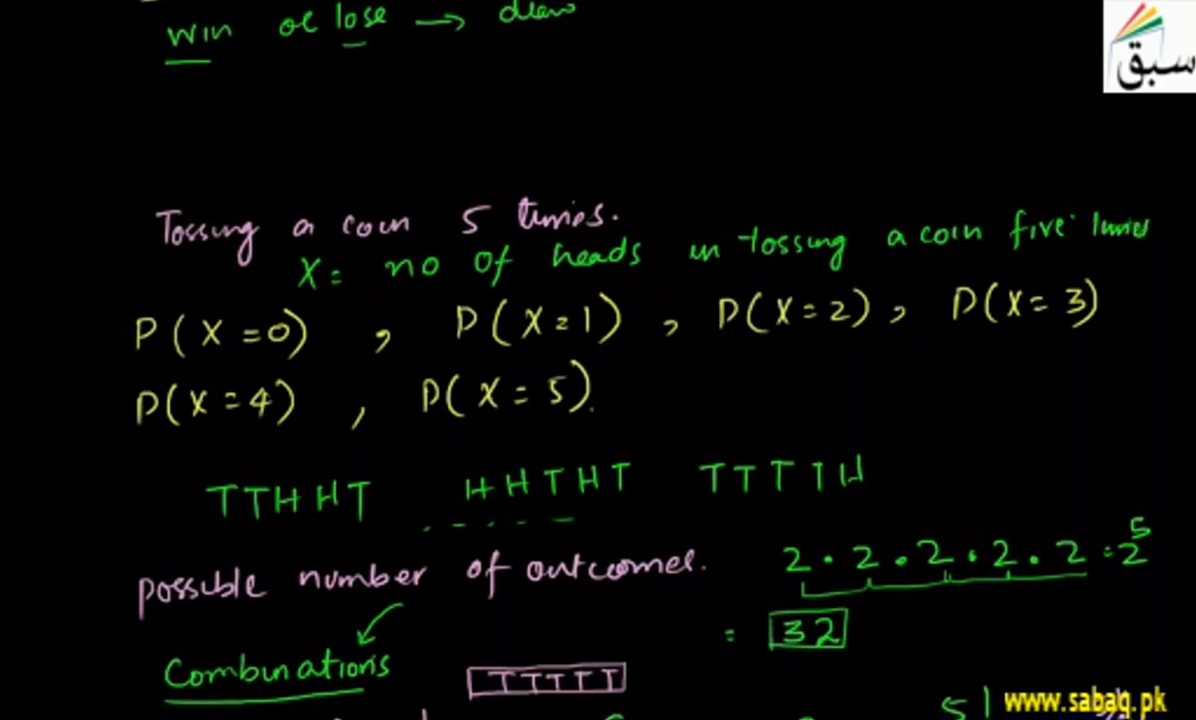 win or lose → draw
سبق
Tossing a coin 5 times.
X = no of heads in tossing a coin five times
P(X=0) , P(X=1) , P(X=2) , P(X=3)
P(X=4) , P(X=5).
TTHHT HHTHT TTTTH
possible number of outcomes. 2 . 2 . 2 . 2 . 2 = 2⁵
= 32
Combinations
TTTTT
5!
www.sabaq.pk